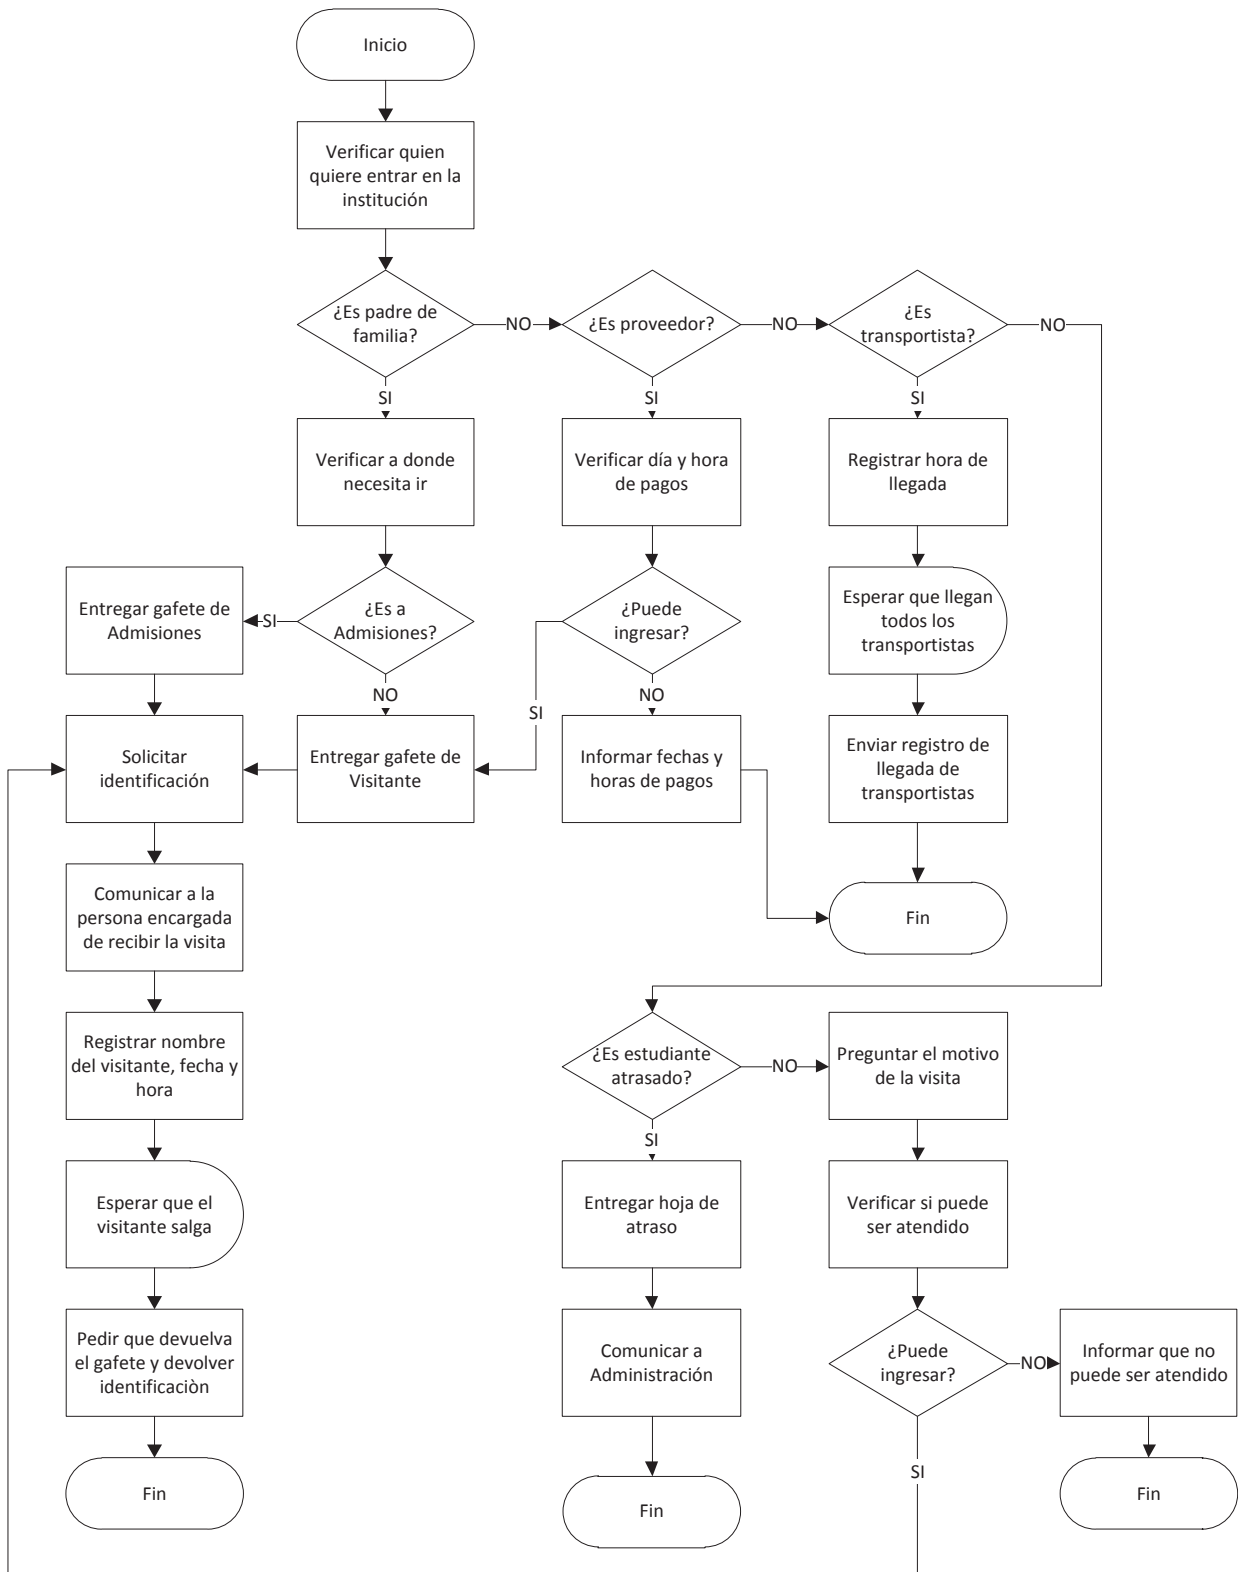 Inicio
Verificar quien
quiere entrar en la
institución
¿Es padre de
familia?
NO
¿Es proveedor?
NO
¿Es
transportista?
NO
SI
SI
SI
Verificar a donde
necesita ir
Verificar día y hora
de pagos
Registrar hora de
llegada
Entregar gafete de
Admisiones
SI
¿Es a
Admisiones?
¿Puede
ingresar?
Esperar que llegan
todos los
transportistas
NO
SI
NO
Solicitar
identificación
Entregar gafete de
Visitante
Informar fechas y
horas de pagos
Enviar registro de
llegada de
transportistas
Comunicar a la
persona encargada
de recibir la visita
Fin
Registrar nombre
del visitante, fecha y
hora
¿Es estudiante
atrasado?
NO
Preguntar el motivo
de la visita
SI
Esperar que el
visitante salga
Entregar hoja de
atraso
Verificar si puede
ser atendido
Pedir que devuelva
el gafete y devolver
identificaciòn
Comunicar a
Administración
¿Puede
ingresar?
NO
Informar que no
puede ser atendido
SI
Fin
Fin
Fin